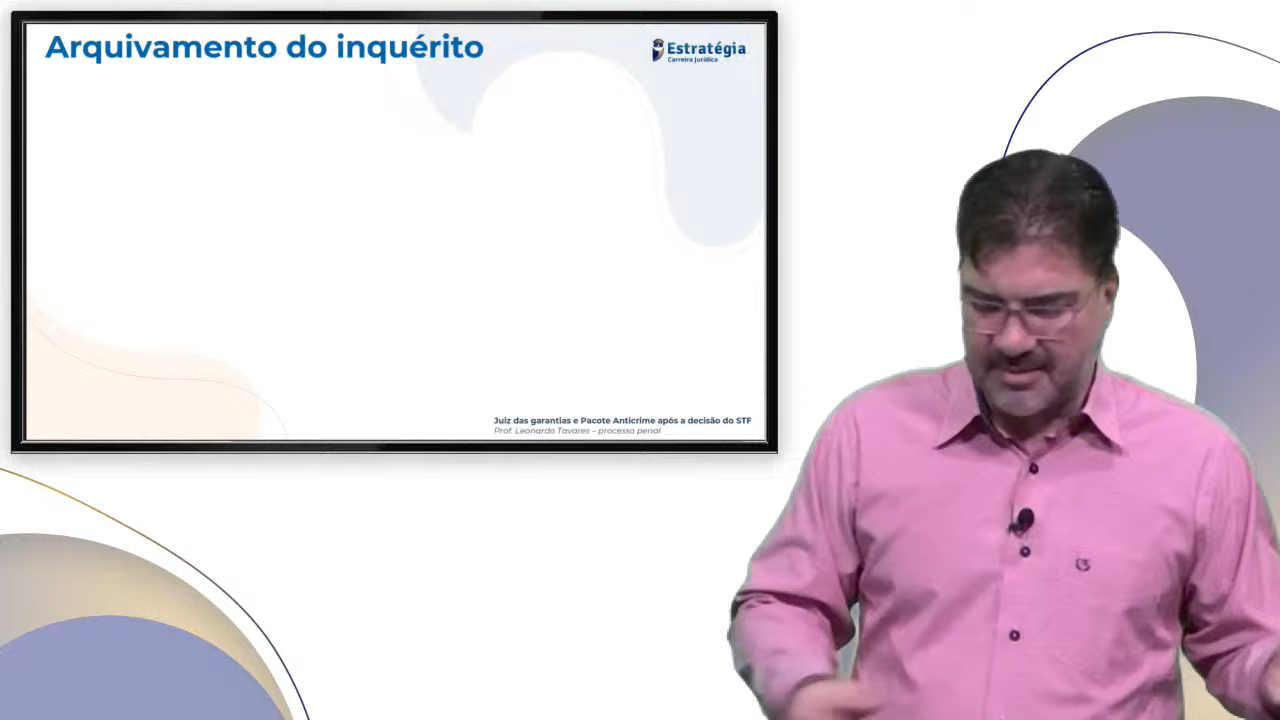 Arquivamento do inquérito
Estratégia
Carreira Jurídica
Juiz das garantias e Pacote Anticrime após a decisão do STF
Prof. Leonardo Tavares – processo penal